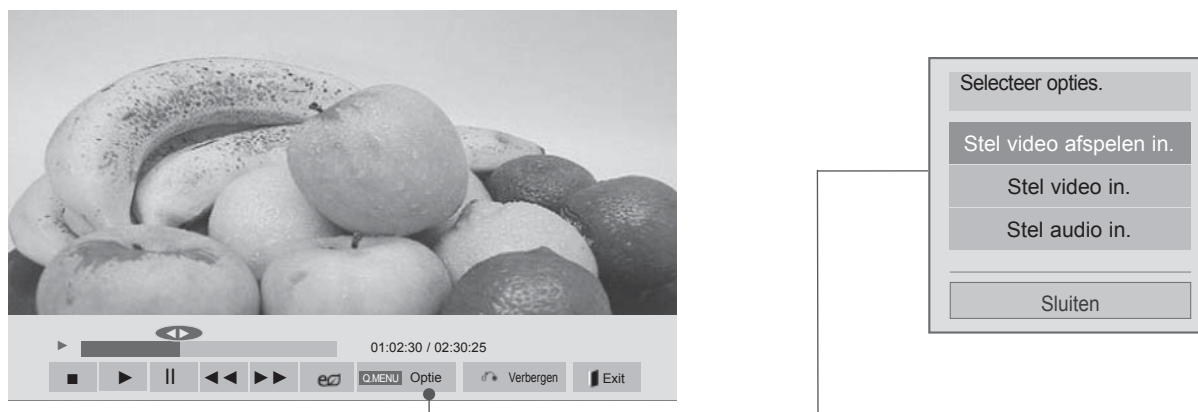 Selecteer opties.
Stel video afspelen in.
Stel video in.
Stel audio in.
Sluiten
01:02:30 / 02:30:25
Q.MENU Optie
Verbergen
Exit